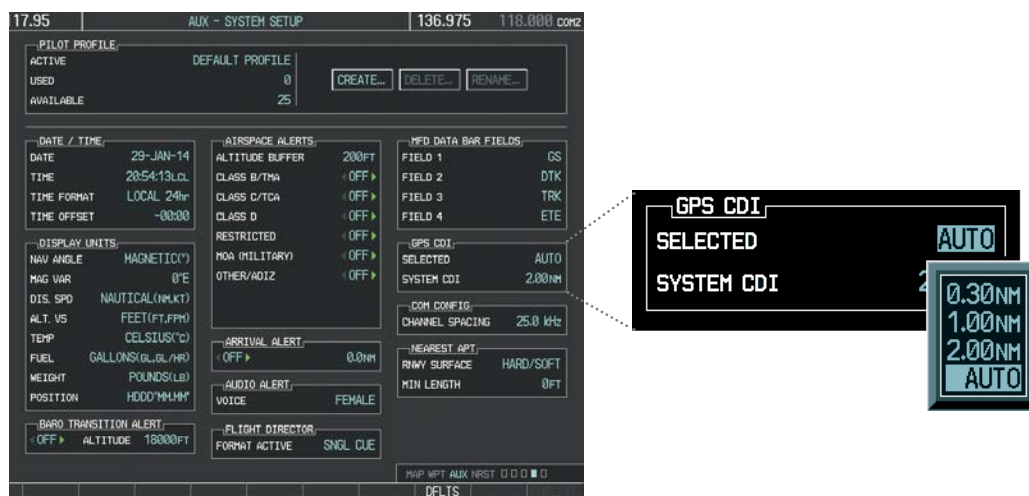 17.95 AUX - SYSTEM SETUP 136.975 118.000 COM2
PILOT PROFILE
ACTIVE DEFAULT PROFILE
USED 0
AVAILABLE 25
CREATE... DELETE... RENAME...
DATE / TIME
DATE 29-JAN-14
TIME 20:54:13LCL
TIME FORMAT LOCAL 24hr
TIME OFFSET -00:00
DISPLAY UNITS
NAV ANGLE MAGNETIC(°)
MAG VAR 0°E
DIS, SPD NAUTICAL(NM,KT)
ALT, VS FEET(FT,FPM)
TEMP CELSIUS(°C)
FUEL GALLONS(GL,GL/HR)
WEIGHT POUNDS(LB)
POSITION HDDD°MM.MM'
BARO TRANSITION ALERT
OFF ALTITUDE 18000FT
AIRSPACE ALERTS
ALTITUDE BUFFER 200FT
CLASS B/TMA OFF
CLASS C/TCA OFF
CLASS D OFF
RESTRICTED OFF
MOA (MILITARY) OFF
OTHER/ADIZ OFF
ARRIVAL ALERT
OFF 0.0NM
AUDIO ALERT
VOICE FEMALE
FLIGHT DIRECTOR
FORMAT ACTIVE SNGL CUE
MFD DATA BAR FIELDS
FIELD 1 GS
FIELD 2 DTK
FIELD 3 TRK
FIELD 4 ETE
GPS CDI
SELECTED AUTO
SYSTEM CDI 2.00NM
COM CONFIG
CHANNEL SPACING 25.0 kHz
NEAREST APT
RNWY SURFACE HARD/SOFT
MIN LENGTH 0FT
MAP WPT AUX NRST
DFLTS
GPS CDI
SELECTED AUTO
SYSTEM CDI 2
0.30NM
1.00NM
2.00NM
AUTO